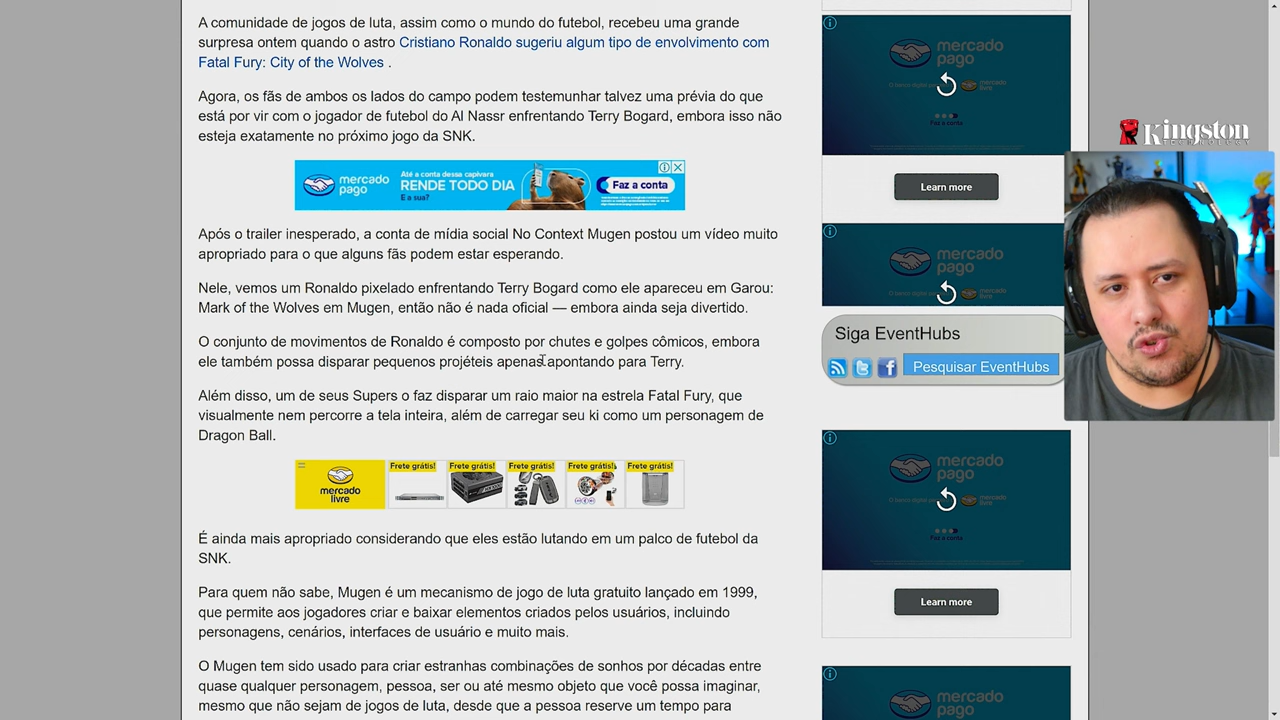 A comunidade de jogos de luta, assim como o mundo do futebol, recebeu uma grande
surpresa ontem quando o astro Cristiano Ronaldo sugeriu algum tipo de envolvimento com
Fatal Fury: City of the Wolves .
Agora, os fãs de ambos os lados do campo podem testemunhar talvez uma prévia do que
está por vir com o jogador de futebol do Al Nassr enfrentando Terry Bogard, embora isso não
esteja exatamente no próximo jogo da SNK.
mercado
pago
Até a conta dessa capivara
RENDE TODO DIA
E a sua?
Faz a conta
Após o trailer inesperado, a conta de mídia social No Context Mugen postou um vídeo muito
apropriado para o que alguns fãs podem estar esperando.
Nele, vemos um Ronaldo pixelado enfrentando Terry Bogard como ele apareceu em Garou:
Mark of the Wolves em Mugen, então não é nada oficial — embora ainda seja divertido.
O conjunto de movimentos de Ronaldo é composto por chutes e golpes cômicos, embora
ele também possa disparar pequenos projéteis apenas apontando para Terry.
Além disso, um de seus Supers o faz disparar um raio maior na estrela Fatal Fury, que
visualmente nem percorre a tela inteira, além de carregar seu ki como um personagem de
Dragon Ball.
mercado
livre
Frete grátis!
Frete grátis!
Frete grátis!
Frete grátis!
Frete grátis!
É ainda mais apropriado considerando que eles estão lutando em um palco de futebol da
SNK.
Para quem não sabe, Mugen é um mecanismo de jogo de luta gratuito lançado em 1999,
que permite aos jogadores criar e baixar elementos criados pelos usuários, incluindo
personagens, cenários, interfaces de usuário e muito mais.
O Mugen tem sido usado para criar estranhas combinações de sonhos por décadas entre
quase qualquer personagem, pessoa, ser ou até mesmo objeto que você possa imaginar,
mesmo que não sejam de jogos de luta, desde que a pessoa reserve um tempo para
mercado
pago
Faz a conta
Learn more
mercado
pago
Siga EventHubs
Pesquisar EventHubs
mercado
pago
Faz a conta
Learn more
mercado
pago
Kingston
TECHNOLOGY